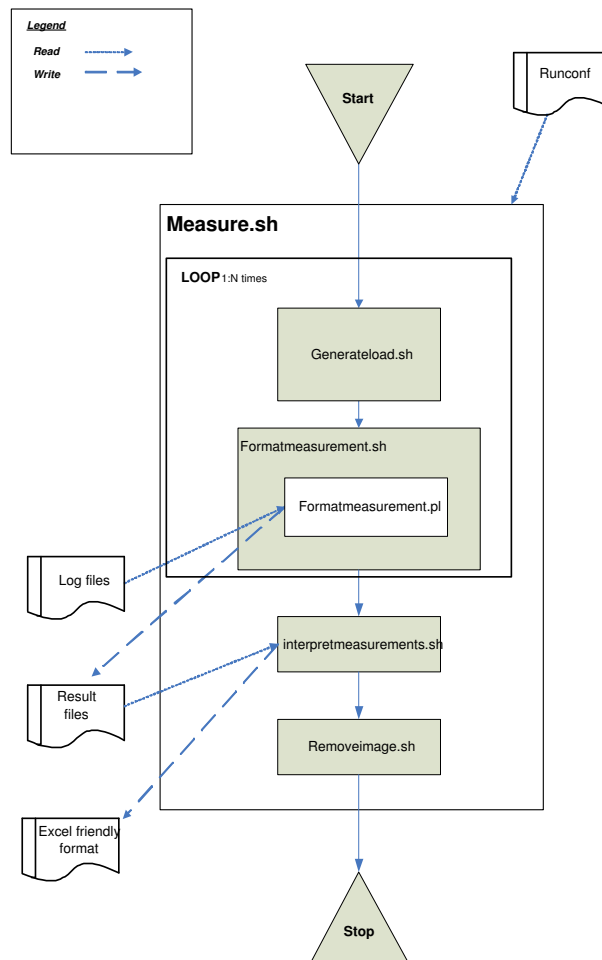 Legend
Read
Write
Start
Runconf
Measure.sh
LOOP 1:N times
Generateload.sh
Formatmeasurement.sh
Formatmeasurement.pl
Log files
interpretmeasurements.sh
Result
files
Removeimage.sh
Excel friendly
format
Stop